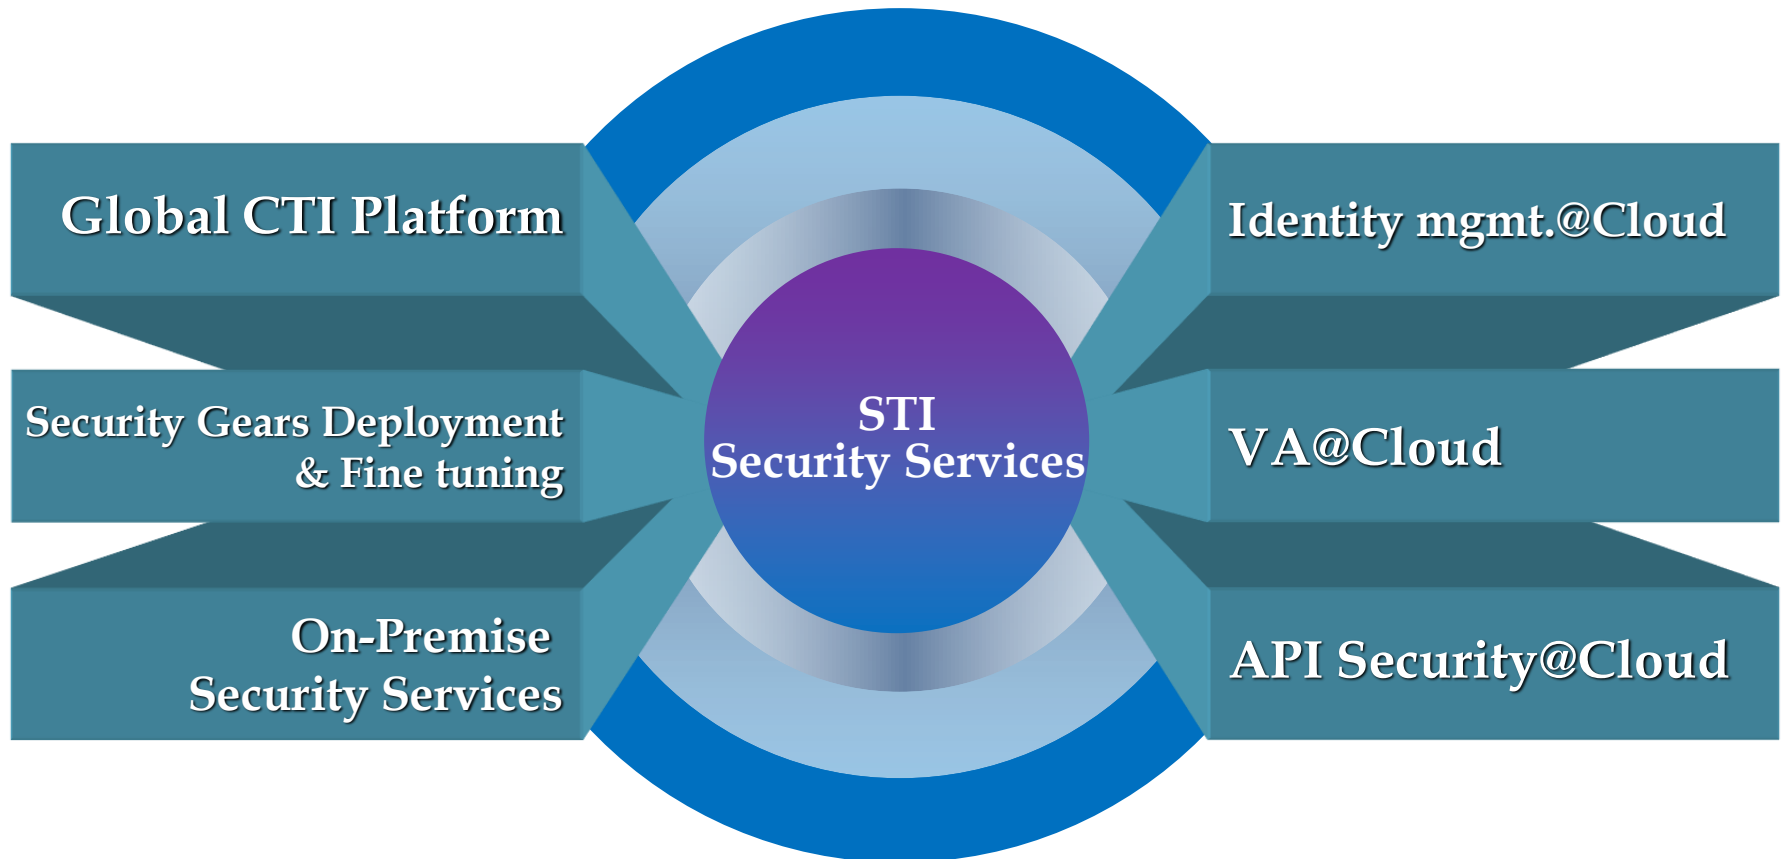 Global CTI Platform
Security Gears Deployment
& Fine tuning
On-Premise
Security Services
STI
Security Services
Identity mgmt.@Cloud
VA@Cloud
API Security@Cloud